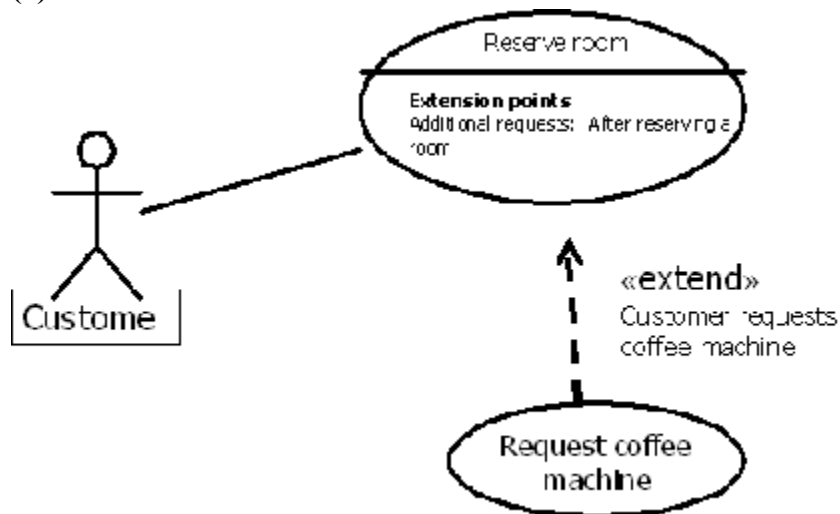 Reserve room
Extension points
Additional requests: After reserving a
room
Custome
«extend»
Customer requests
coffee machine
Request coffee
machine